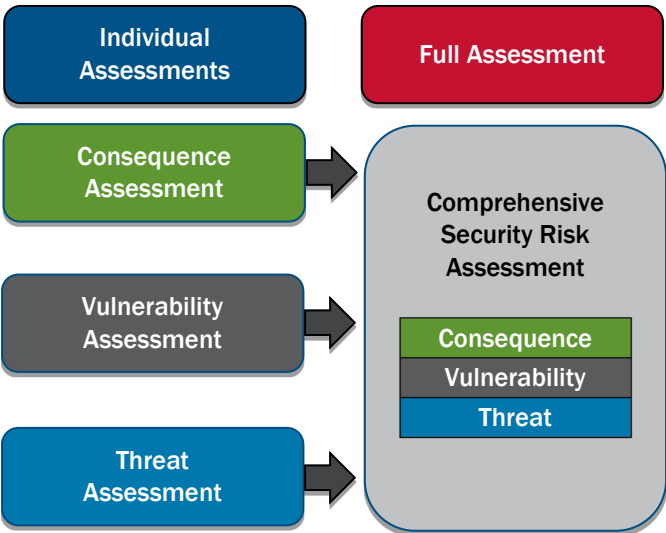 Individual
Assessments
Full Assessment
Consequence
Assessment
Vulnerability
Assessment
Threat
Assessment
Comprehensive
Security Risk
Assessment
Consequence
Vulnerability
Threat